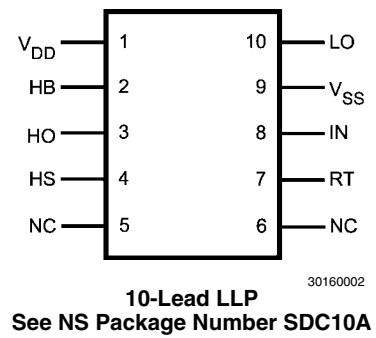 VDD 1 10 LO
HB 2 9 VSS
HO 3 8 IN
HS 4 7 RT
NC 5 6 NC
30160002
10-Lead LLP
See NS Package Number SDC10A